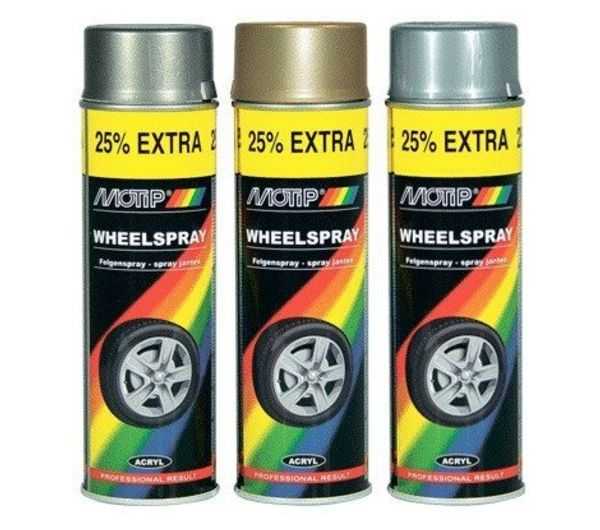 25% EXTRA
MOTIP
WHEELSPRAY
Felgenspray - spray jantes
ACRYL
PROFESSIONAL RESULT
25% EXTRA
MOTIP
WHEELSPRAY
Felgenspray - spray jantes
ACRYL
PROFESSIONAL RESULT
25% EXTRA
MOTIP
WHEELSPRAY
Felgenspray - spray jantes
ACRYL
PROFESSIONAL RESULT